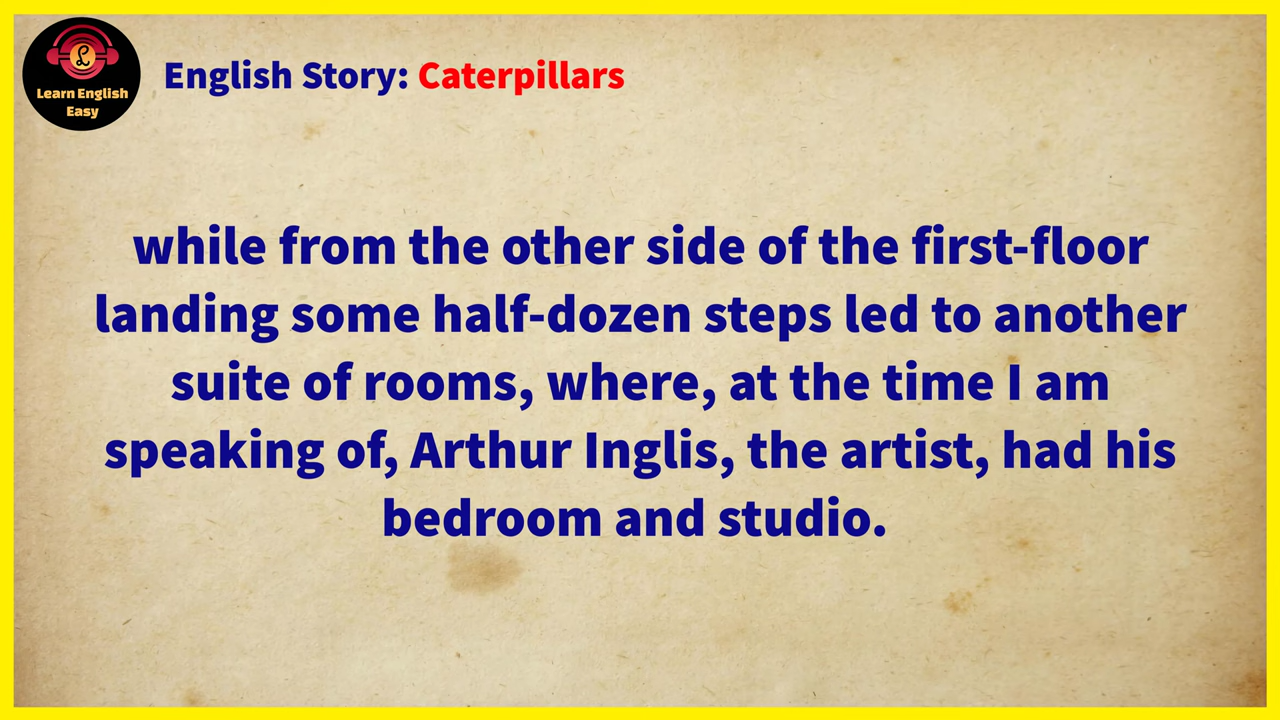 Learn English
Easy
English Story: Caterpillars
while from the other side of the first-floor
landing some half-dozen steps led to another
suite of rooms, where, at the time I am
speaking of, Arthur Inglis, the artist, had his
bedroom and studio.